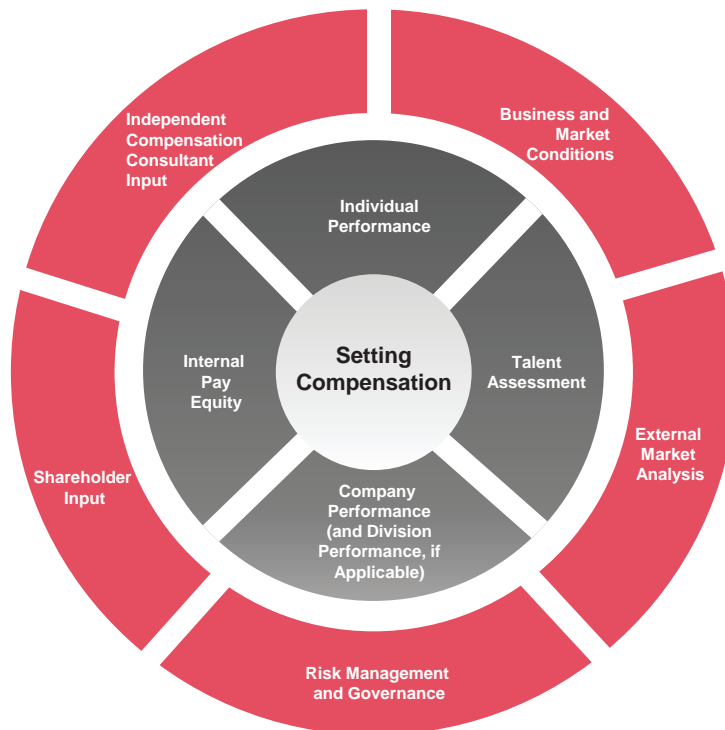 Independent
Compensation
Consultant
Input
Business and
Market
Conditions
Individual
Performance
Internal
Pay
Equity
Setting
Compensation
Talent
Assessment
External
Market
Analysis
Shareholder
Input
Company
Performance
(and Division
Performance, if
Applicable)
Risk Management
and Governance